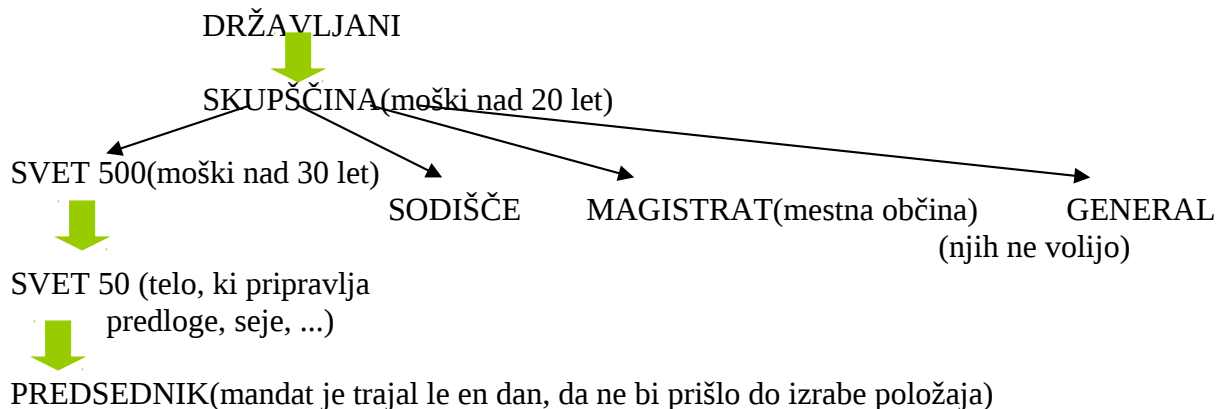 DRŽAVLJANI
SKUPŠČINA(moški nad 20 let)
SVET 500(moški nad 30 let)
SODIŠČE MAGISTRAT(mestna občina) GENERAL
(njih ne volijo)
SVET 50 (telo, ki pripravlja
predloge, seje, ...)
PREDSEDNIK(mandat je trajal le en dan, da ne bi prišlo do izrabe položaja)